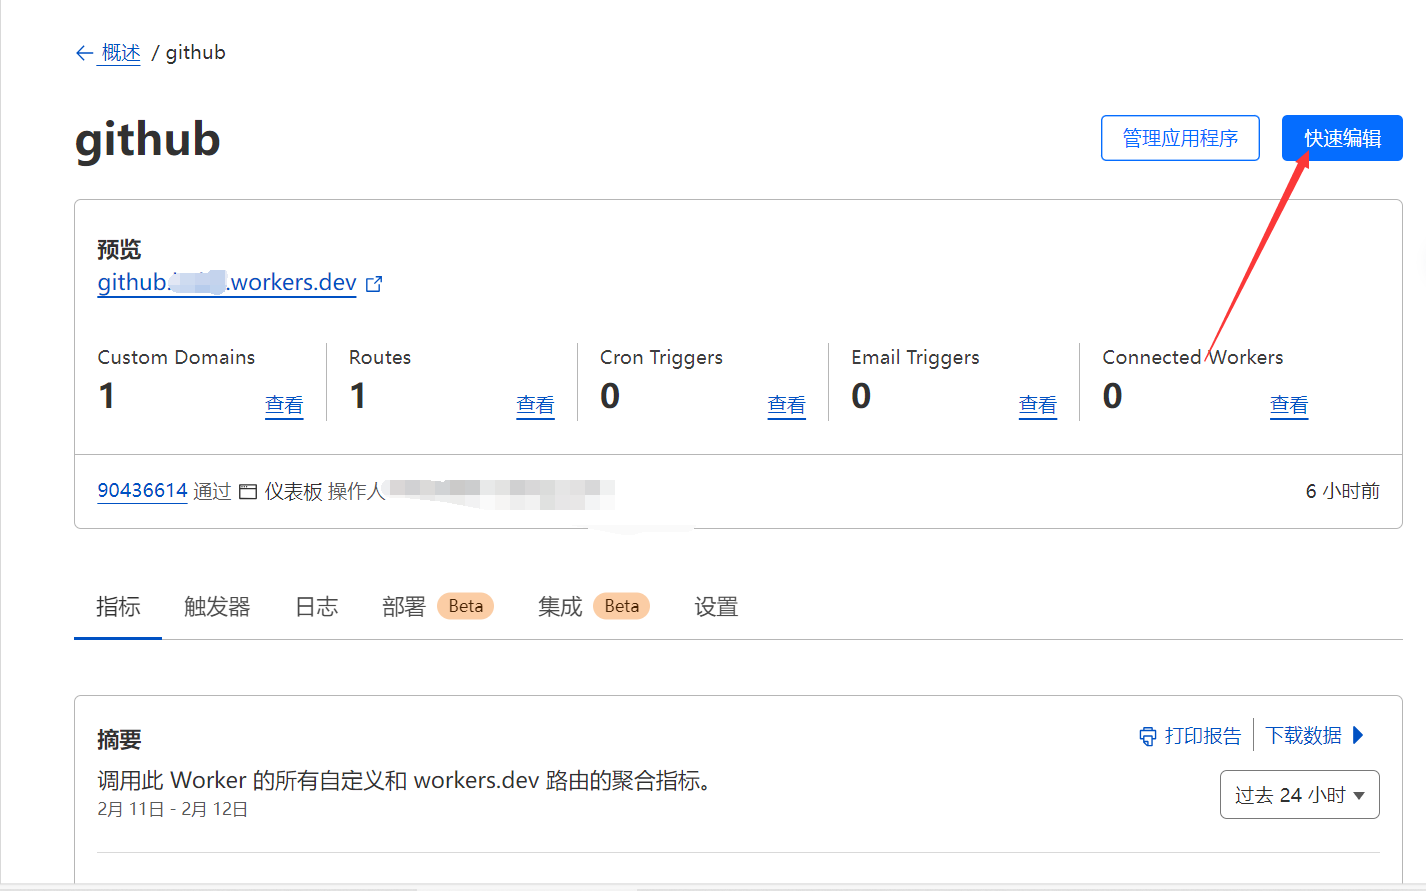 概述 / github
github
管理应用程序
快速编辑
预览
github. .workers.dev
Custom Domains
1
查看
Routes
1
查看
Cron Triggers
0
查看
Email Triggers
0
查看
Connected Workers
0
查看
90436614 通过 仪表板 操作人
6 小时前
指标 触发器 日志 部署 Beta 集成 Beta 设置
摘要
打印报告 下载数据
调用此 Worker 的所有自定义和 workers.dev 路由的聚合指标。
2月 11日 - 2月 12日
过去 24 小时